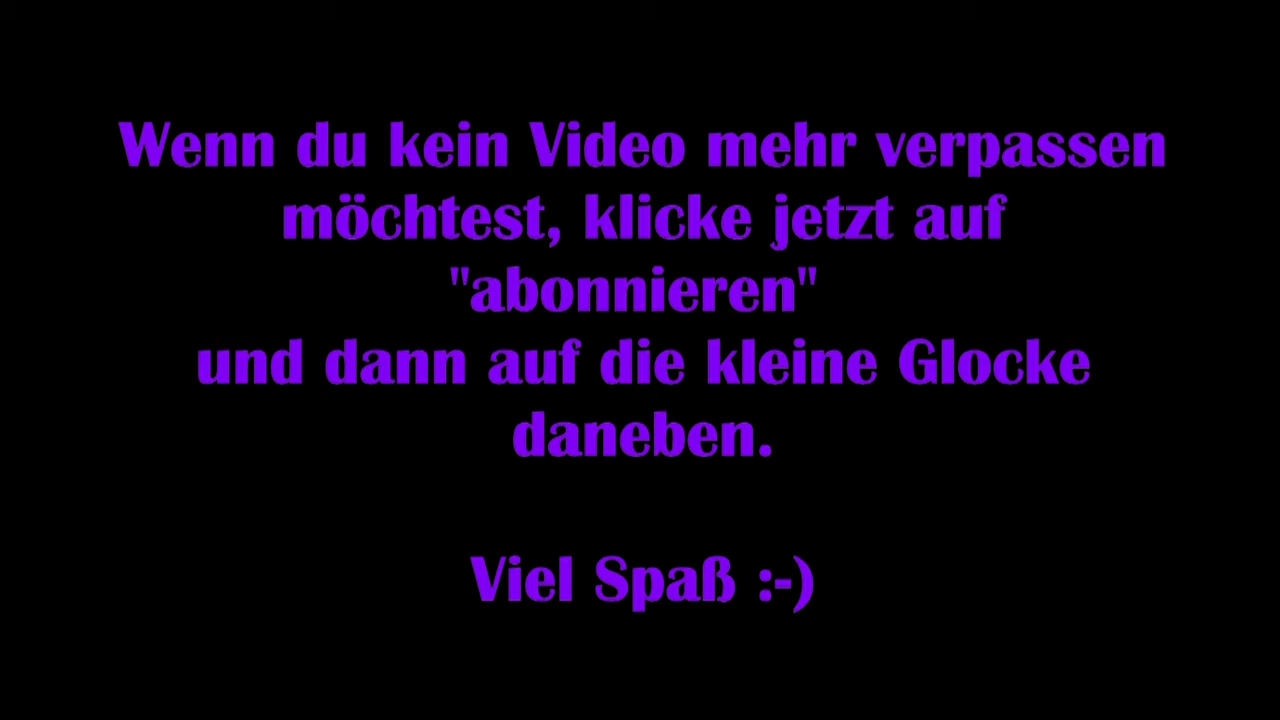 Wenn du kein Video mehr verpassen
möchtest, klicke jetzt auf
"abonnieren"
und dann auf die kleine Glocke
daneben.
Viel Spaß :-)